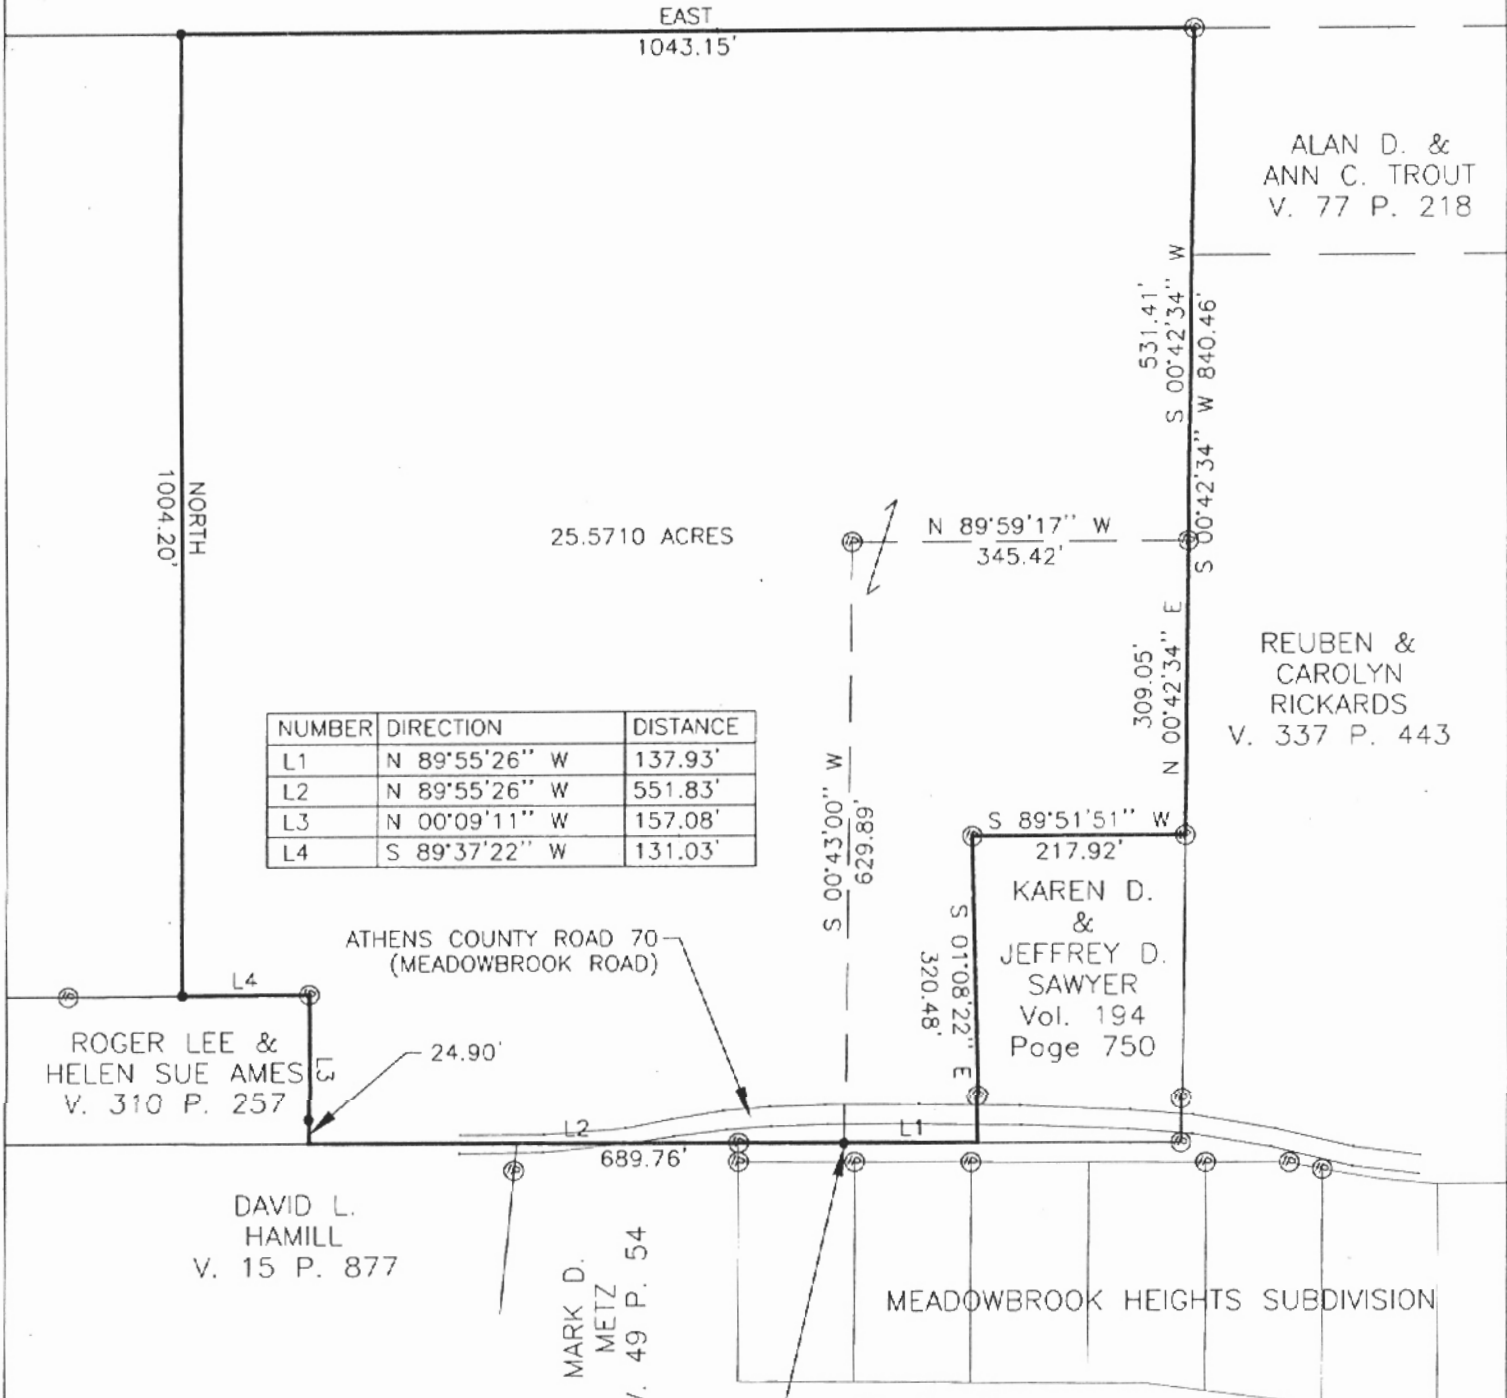 EAST
1043.15'
ALAN D. &
ANN C. TROUT
V. 77 P. 218
531.41'
S 00°42'34" W
S 00°42'34" W 840.46'
NORTH
1004.20'
25.5710 ACRES
N 89°59'17" W
345.42'
309.05'
N 00°42'34" E
REUBEN &
CAROLYN
RICKARDS
V. 337 P. 443
NUMBER DIRECTION DISTANCE
L1 N 89°55'26" W 137.93'
L2 N 89°55'26" W 551.83'
L3 N 00°09'11" W 157.08'
L4 S 89°37'22" W 131.03'
S 00°43'00" W
629.89'
S 89°51'51" W
217.92'
KAREN D.
&
JEFFREY D.
SAWYER
Vol. 194
Page 750
S 01°08'22" E
320.48'
ATHENS COUNTY ROAD 70
(MEADOWBROOK ROAD)
L4
ROGER LEE &
HELEN SUE AMES
V. 310 P. 257
L3
24.90'
L2
689.76'
L1
DAVID L.
HAMILL
V. 15 P. 877
MARK D.
METZ
V. 49 P. 54
MEADOWBROOK HEIGHTS SUBDIVISION